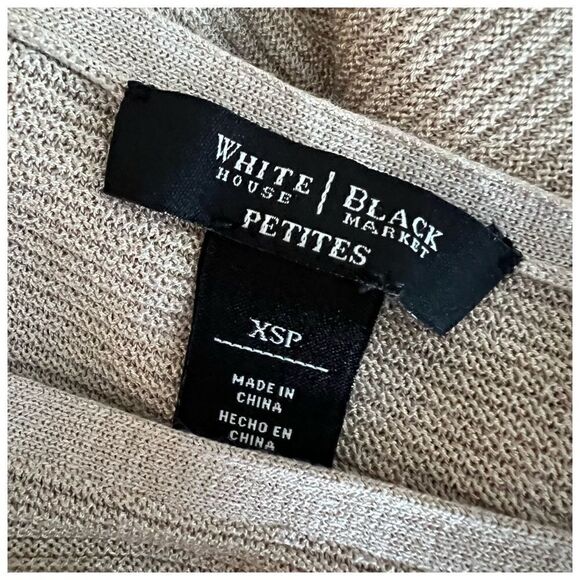 WHITE | BLACK
HOUSE MARKET
PETITES
XSP
MADE IN
CHINA
HECHO EN
CHINA